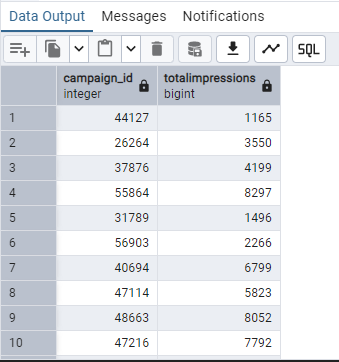 Data Output Messages Notifications
SQL
campaign_id totalimpressions
integer bigint
1 44127 1165
2 26264 3550
3 37876 4199
4 55864 8297
5 31789 1496
6 56903 2266
7 40694 6799
8 47114 5823
9 48663 8052
10 47216 7792